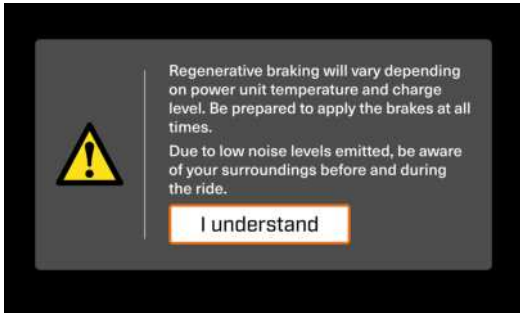 Regenerative braking will vary depending
on power unit temperature and charge
level. Be prepared to apply the brakes at all
times.
Due to low noise levels emitted, be aware
of your surroundings before and during
the ride.
I understand